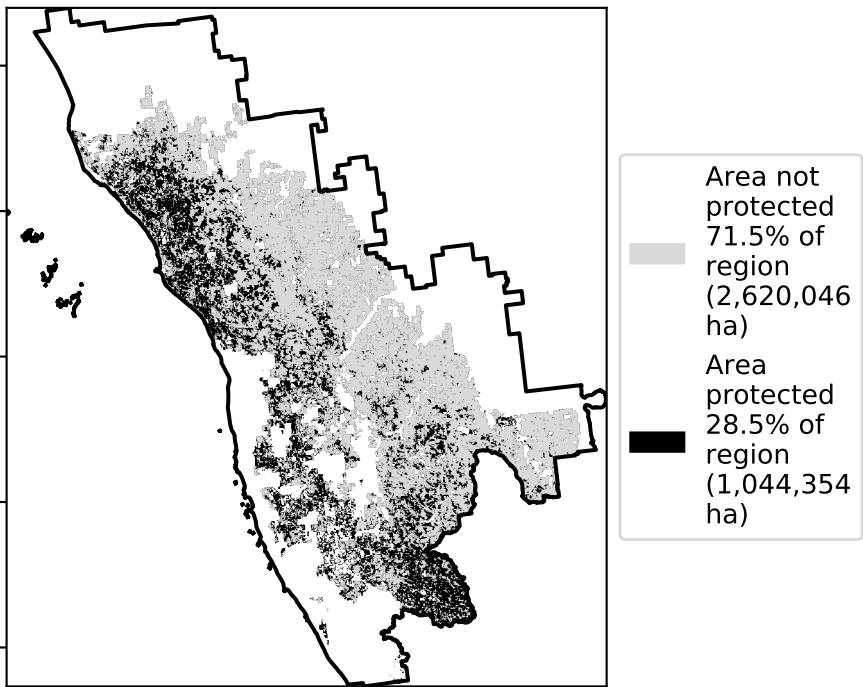 Area not
protected
71.5% of
region
(2,620,046
ha)
Area
protected
28.5% of
region
(1,044,354
ha)